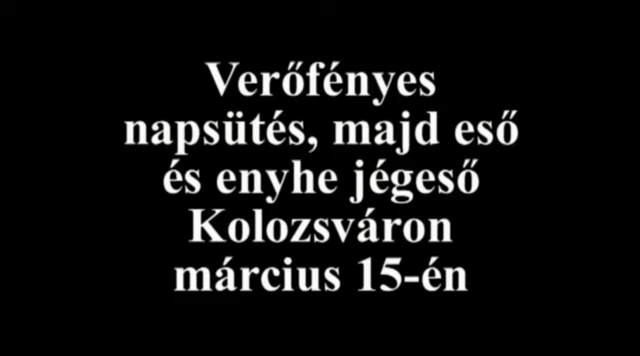 Verőfényes
napsütés, majd eső
és enyhe jégeső
Kolozsváron
március 15-én